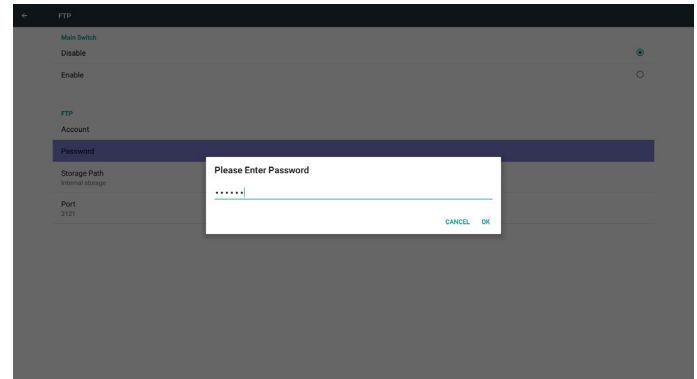 FTP
Main Switch
Disable
Enable
FTP
Account
Password
Storage Path
Internal storage
Port
2121
Please Enter Password
••••••
CANCEL OK